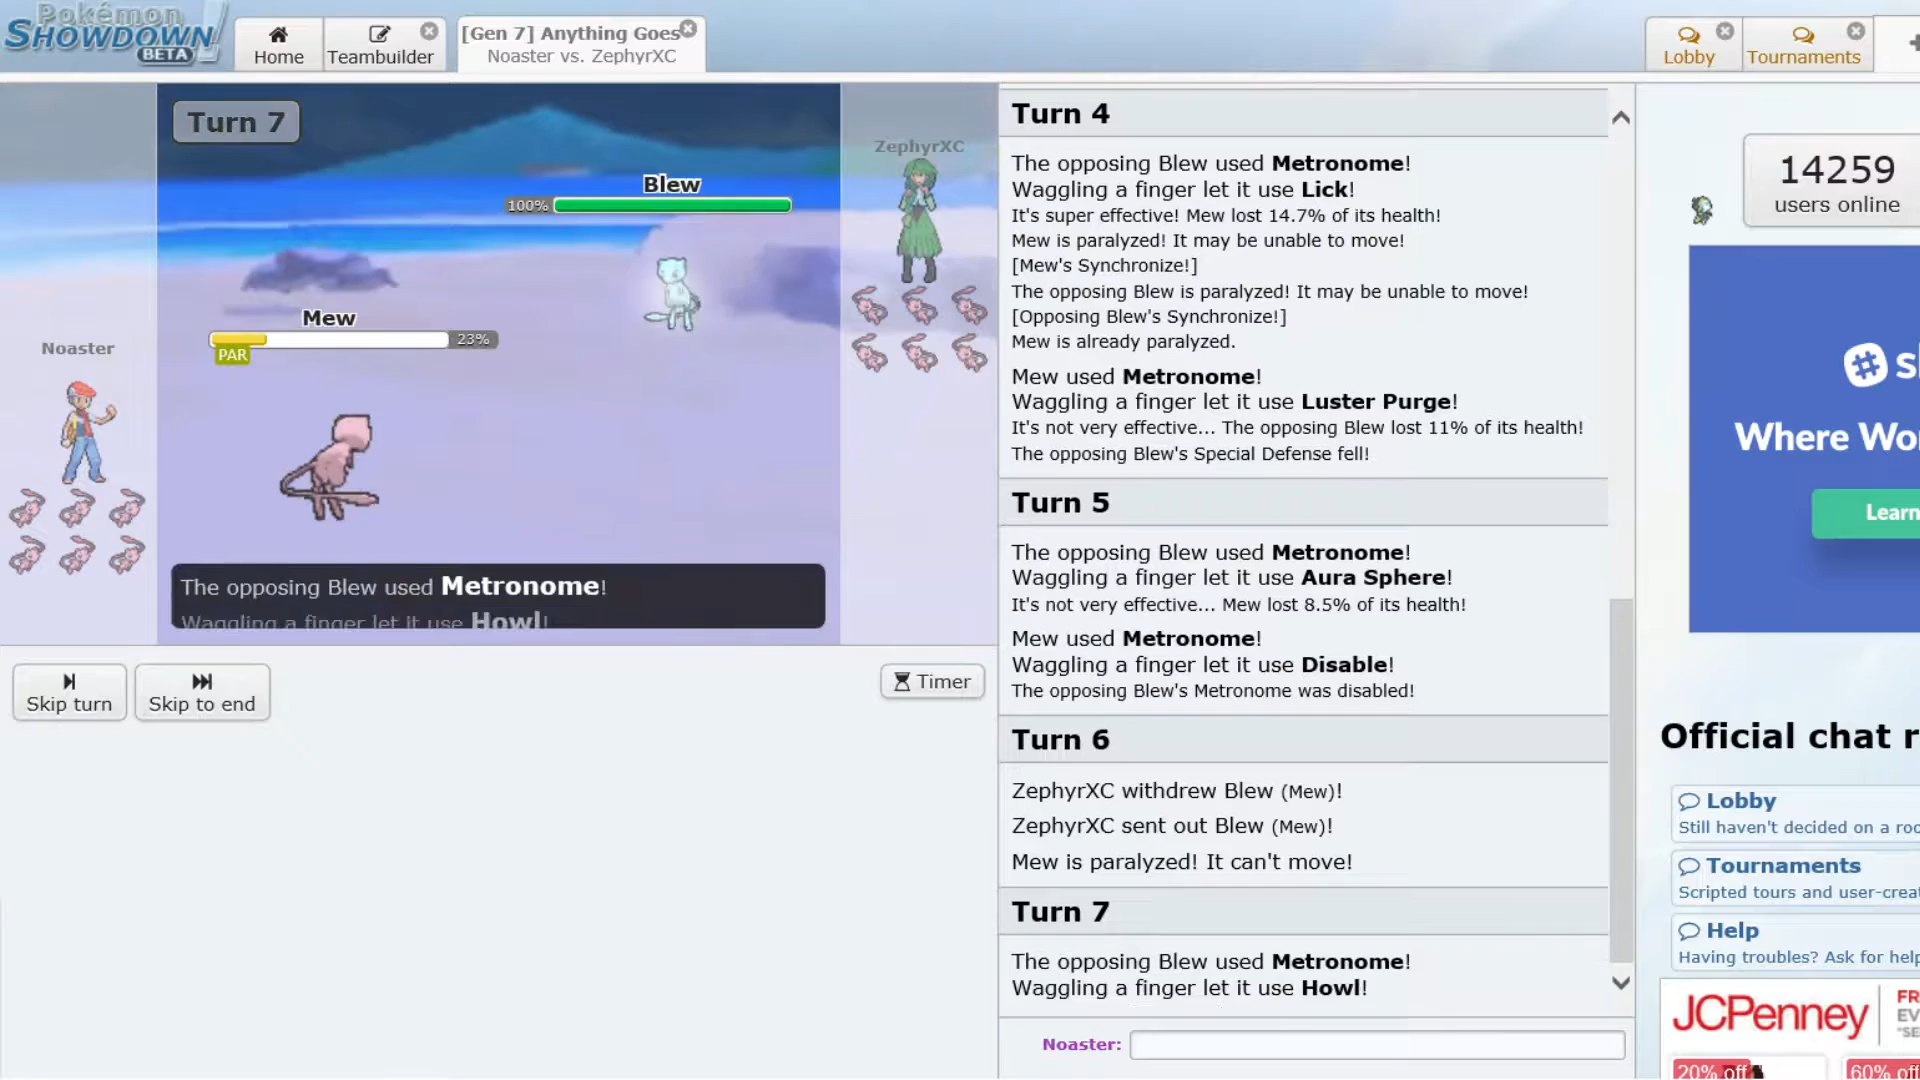 Pokémon
SHOWDOWN
BETA
Home
Teambuilder
[Gen 7] Anything Goes
Noaster vs. ZephyrXC
Lobby
Tournaments
Turn 7
ZephyrXC
Blew
100%
Mew
23%
PAR
Noaster
The opposing Blew used Metronome!
Waggling a finger let it use Howl!
Skip turn
Skip to end
Timer
Turn 4
The opposing Blew used Metronome!
Waggling a finger let it use Lick!
It's super effective! Mew lost 14.7% of its health!
Mew is paralyzed! It may be unable to move!
[Mew's Synchronize!]
The opposing Blew is paralyzed! It may be unable to move!
[Opposing Blew's Synchronize!]
Mew is already paralyzed.
Mew used Metronome!
Waggling a finger let it use Luster Purge!
It's not very effective... The opposing Blew lost 11% of its health!
The opposing Blew's Special Defense fell!
Turn 5
The opposing Blew used Metronome!
Waggling a finger let it use Aura Sphere!
It's not very effective... Mew lost 8.5% of its health!
Mew used Metronome!
Waggling a finger let it use Disable!
The opposing Blew's Metronome was disabled!
Turn 6
ZephyrXC withdrew Blew (Mew)!
ZephyrXC sent out Blew (Mew)!
Mew is paralyzed! It can't move!
Turn 7
The opposing Blew used Metronome!
Waggling a finger let it use Howl!
Noaster:
14259
users online
sl
Where Wo
Learn
Official chat r
Lobby
Still haven't decided on a roo
Tournaments
Scripted tours and user-creat
Help
Having troubles? Ask for help
JCPenney
FR
EV
"SE
20% off
60% off